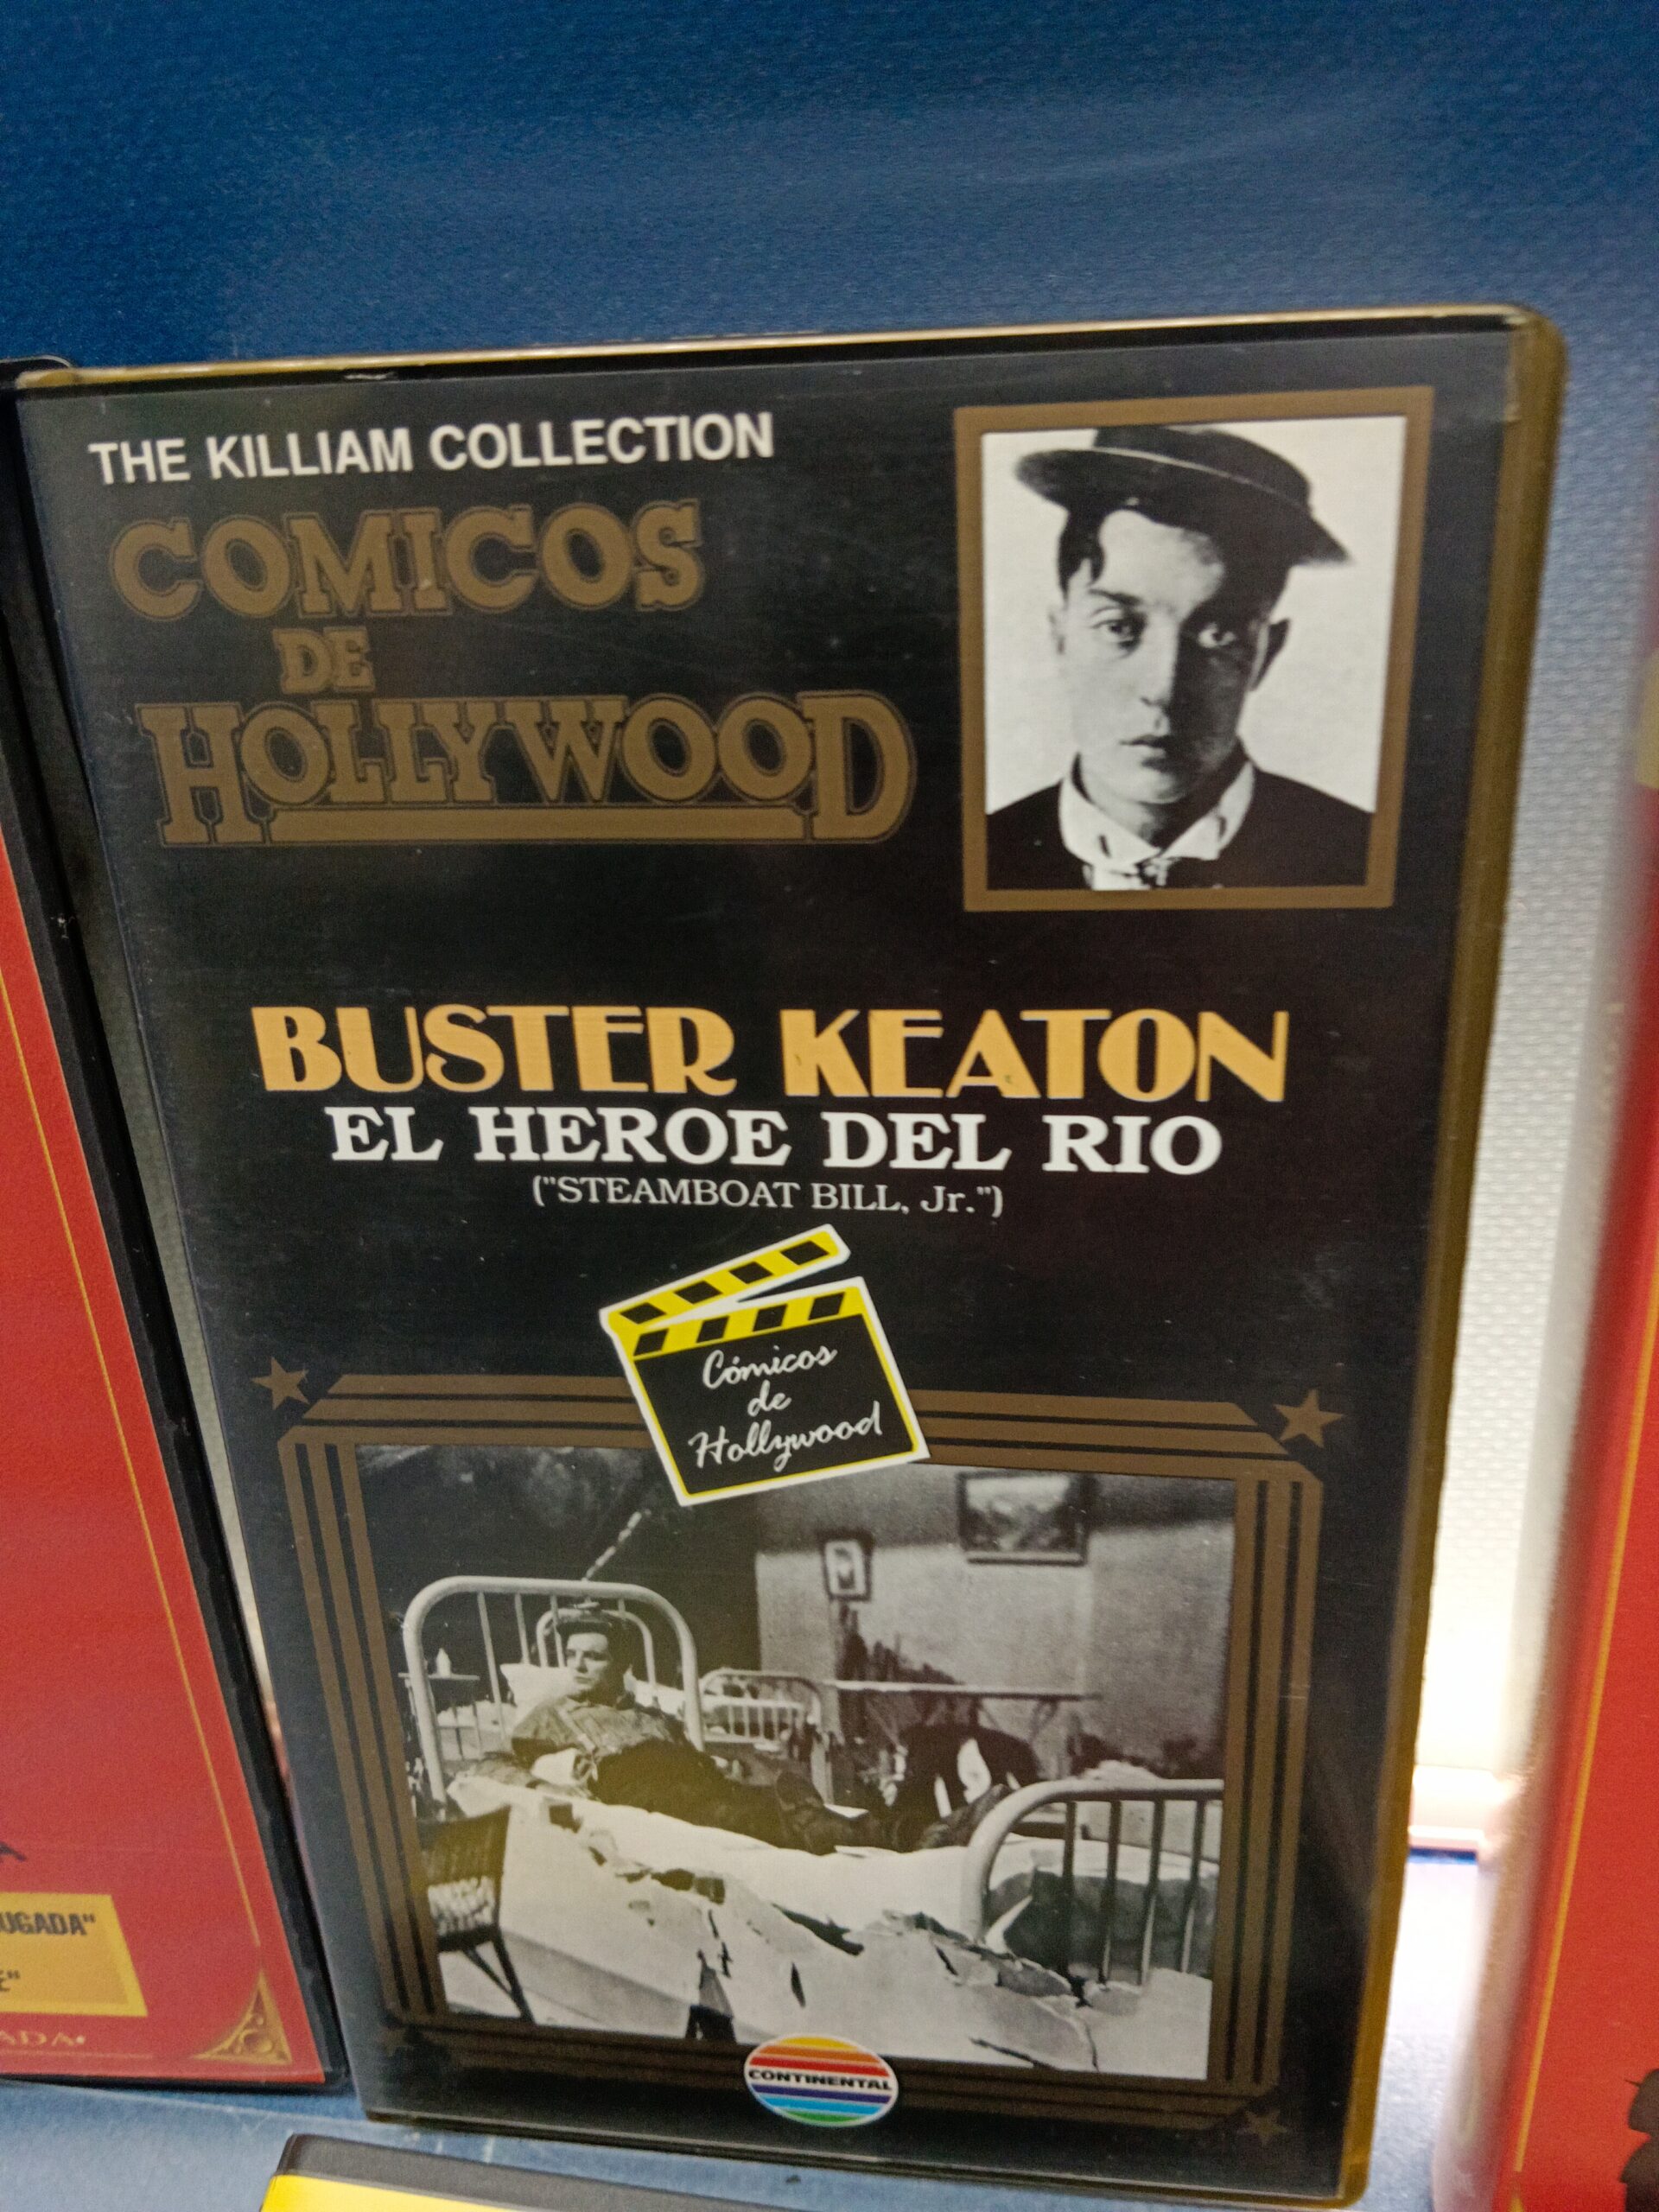 THE KILLIAM COLLECTION
COMICOS
DE
HOLLYWOOD
BUSTER KEATON
EL HEROE DEL RIO
("STEAMBOAT BILL, Jr.")
Cómicos
de
Hollywood
CONTINENTAL